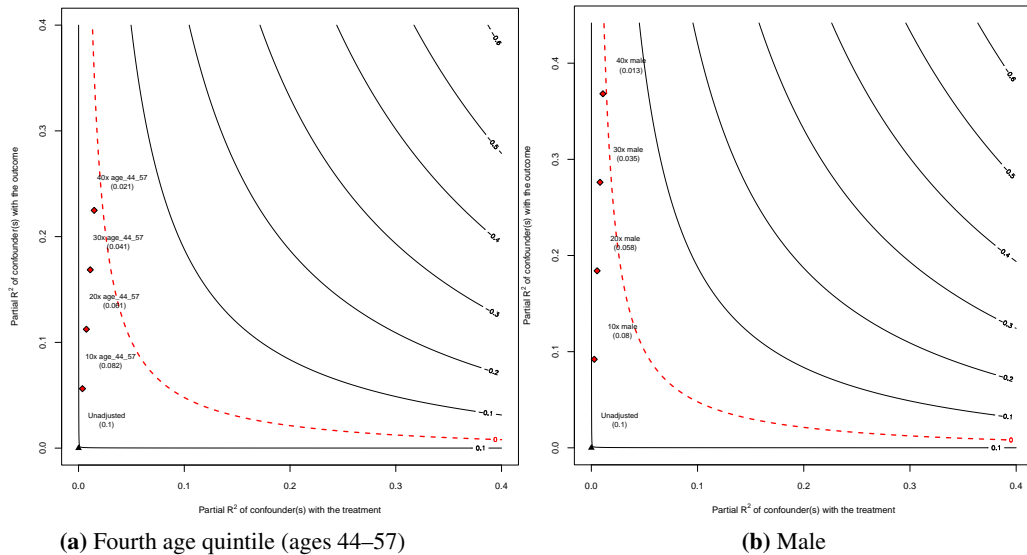 0.4
0.3
0.2
0.1
0.0
Partial R² of confounder(s) with the outcome
-0.6
-0.5
-0.4
-0.3
-0.2
-0.1
0
0.1
40x age_44_57
(0.021)
30x age_44_57
(0.041)
20x age_44_57
(0.061)
10x age_44_57
(0.082)
Unadjusted
(0.1)
0.0 0.1 0.2 0.3 0.4
Partial R² of confounder(s) with the treatment
(a) Fourth age quintile (ages 44–57)
0.4
0.3
0.2
0.1
0.0
Partial R² of confounder(s) with the outcome
-0.6
-0.5
-0.4
-0.3
-0.2
-0.1
0
0.1
40x male
(0.013)
30x male
(0.035)
20x male
(0.058)
10x male
(0.08)
Unadjusted
(0.1)
0.0 0.1 0.2 0.3 0.4
Partial R² of confounder(s) with the treatment
(b) Male